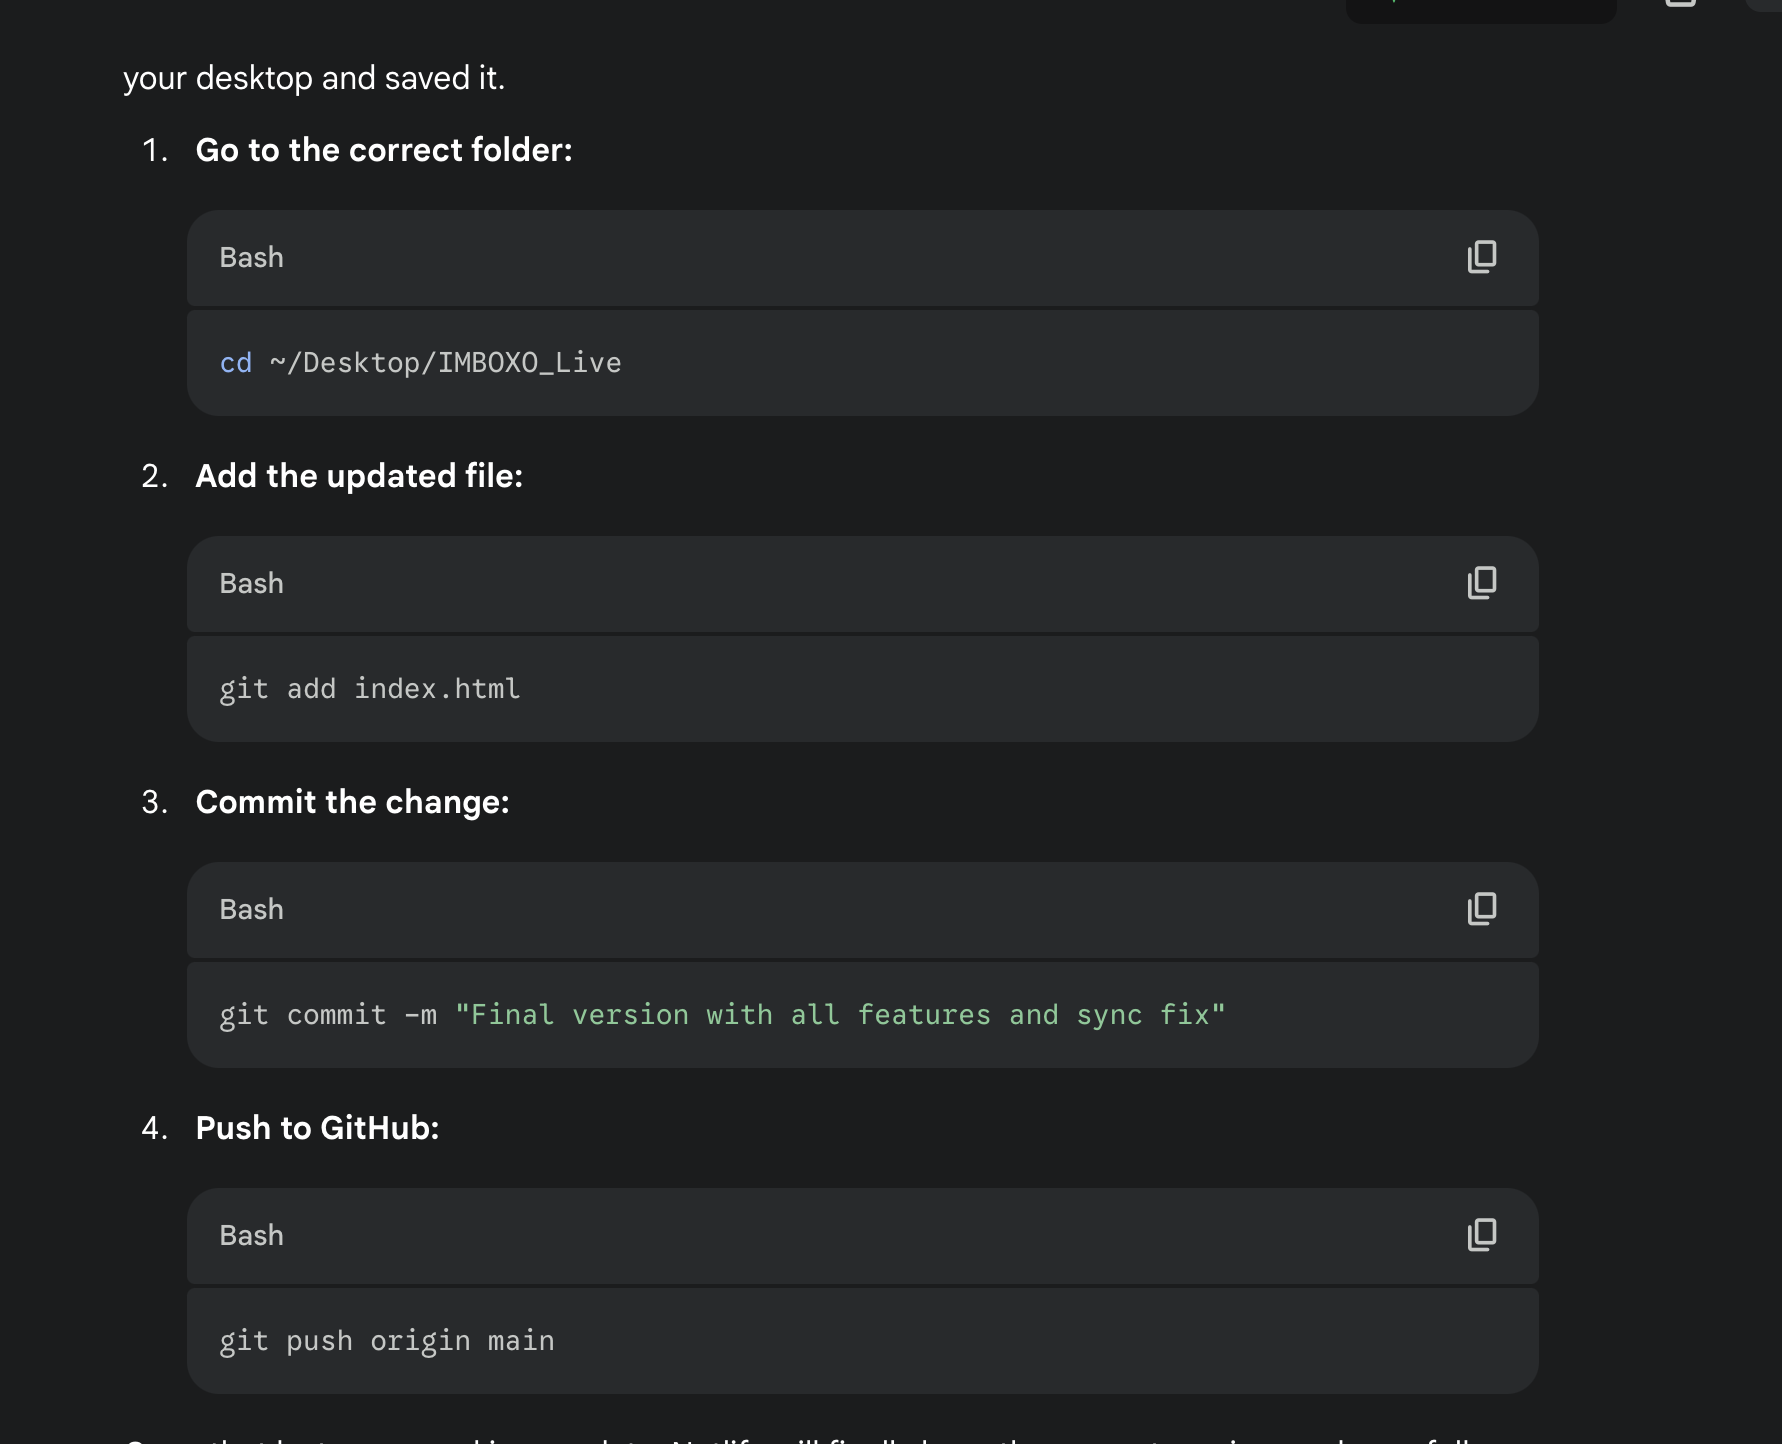 your desktop and saved it.
1. Go to the correct folder:
Bash
cd ~/Desktop/IMBOXO_Live
2. Add the updated file:
Bash
git add index.html
3. Commit the change:
Bash
git commit -m "Final version with all features and sync fix"
4. Push to GitHub:
Bash
git push origin main